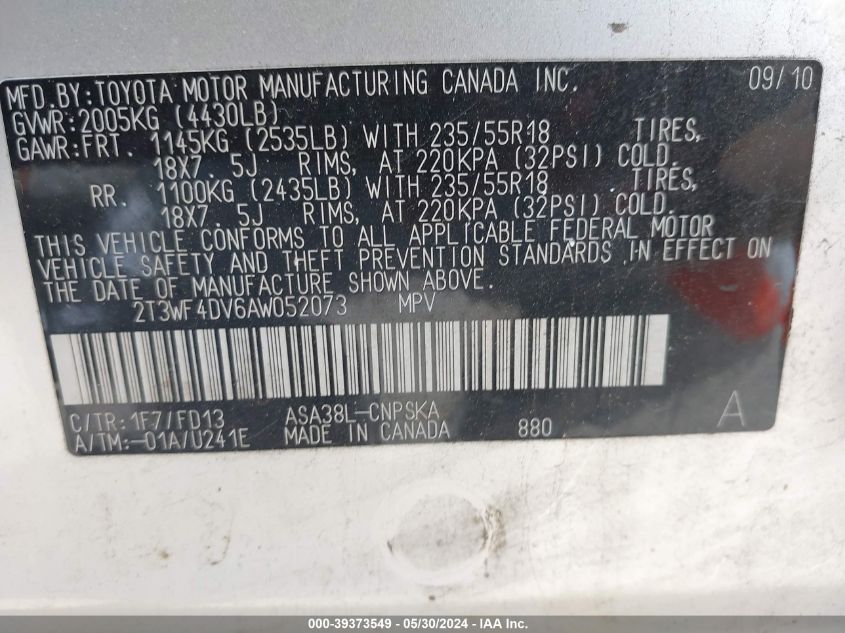 MFD.BY:TOYOTA MOTOR MANUFACTURING CANADA INC. 09/10
GVWR:2005KG (4430LB)
GAWR:FRT. 1145KG (2535LB) WITH 235/55R18 TIRES,
18X7.5J RIMS, AT 220KPA (32PSI) COLD.
RR. 1100KG (2435LB) WITH 235/55R18 TIRES,
18X7.5J RIMS, AT 220KPA (32PSI) COLD.
THIS VEHICLE CONFORMS TO ALL APPLICABLE FEDERAL MOTOR
VEHICLE SAFETY AND THEFT PREVENTION STANDARDS IN EFFECT ON
THE DATE OF MANUFACTURE SHOWN ABOVE.
2T3WF4DV6AW052073 MPV
C/TR:1F7/FD13 ASA38L-CNPSKA
A/TM:-01A/U241E MADE IN CANADA 880 A
000-39373549 | 05/30/2024 - IAA Inc.